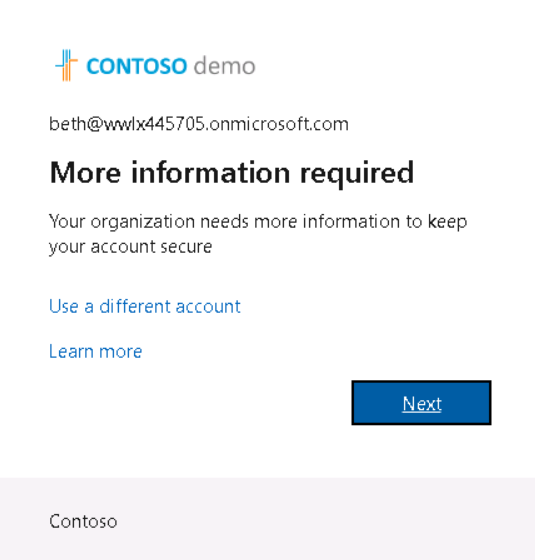 CONTOSO demo
beth@wwlx445705.onmicrosoft.com
More information required
Your organization needs more information to keep
your account secure
Use a different account
Learn more
Next
Contoso